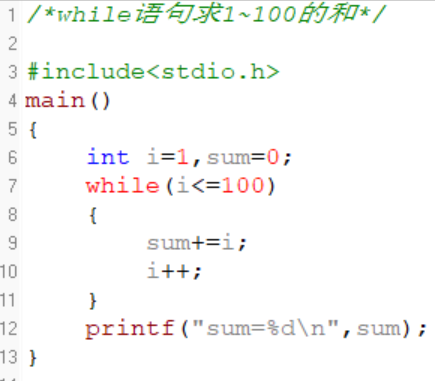 1 /*while语句求1~100的和*/
2
3 #include<stdio.h>
4 main()
5 {
6     int i=1,sum=0;
7     while(i<=100)
8     {
9         sum+=i;
10         i++;
11     }
12     printf("sum=%d\n",sum);
13 }